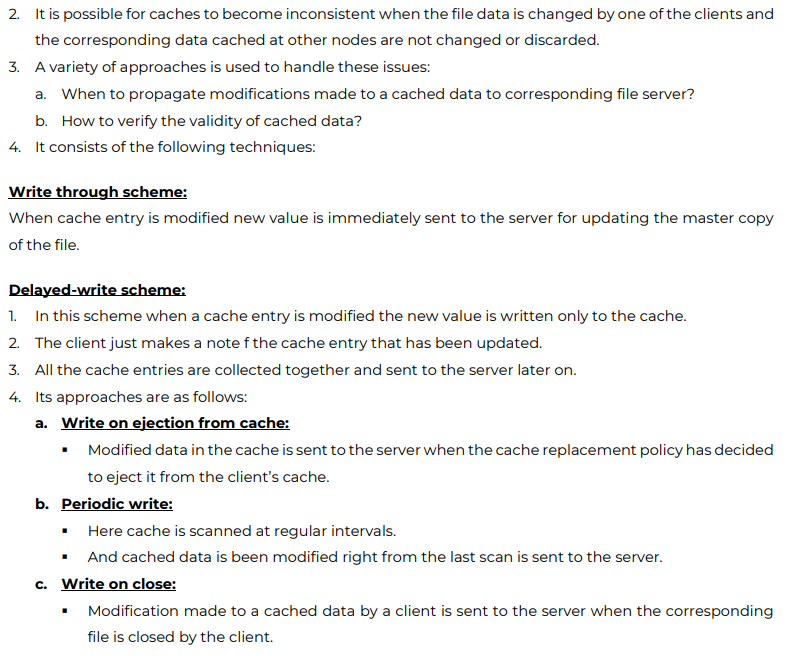 2. It is possible for caches to become inconsistent when the file data is changed by one of the clients and
the corresponding data cached at other nodes are not changed or discarded.
3. A variety of approaches is used to handle these issues:
a. When to propagate modifications made to a cached data to corresponding file server?
b. How to verify the validity of cached data?
4. It consists of the following techniques:
Write through scheme:
When cache entry is modified new value is immediately sent to the server for updating the master copy
of the file.
Delayed-write scheme:
1. In this scheme when a cache entry is modified the new value is written only to the cache.
2. The client just makes a note f the cache entry that has been updated.
3. All the cache entries are collected together and sent to the server later on.
4. Its approaches are as follows:
a. Write on ejection from cache:
▪ Modified data in the cache is sent to the server when the cache replacement policy has decided
to eject it from the client's cache.
b. Periodic write:
▪ Here cache is scanned at regular intervals.
▪ And cached data is been modified right from the last scan is sent to the server.
c. Write on close:
▪ Modification made to a cached data by a client is sent to the server when the corresponding
file is closed by the client.